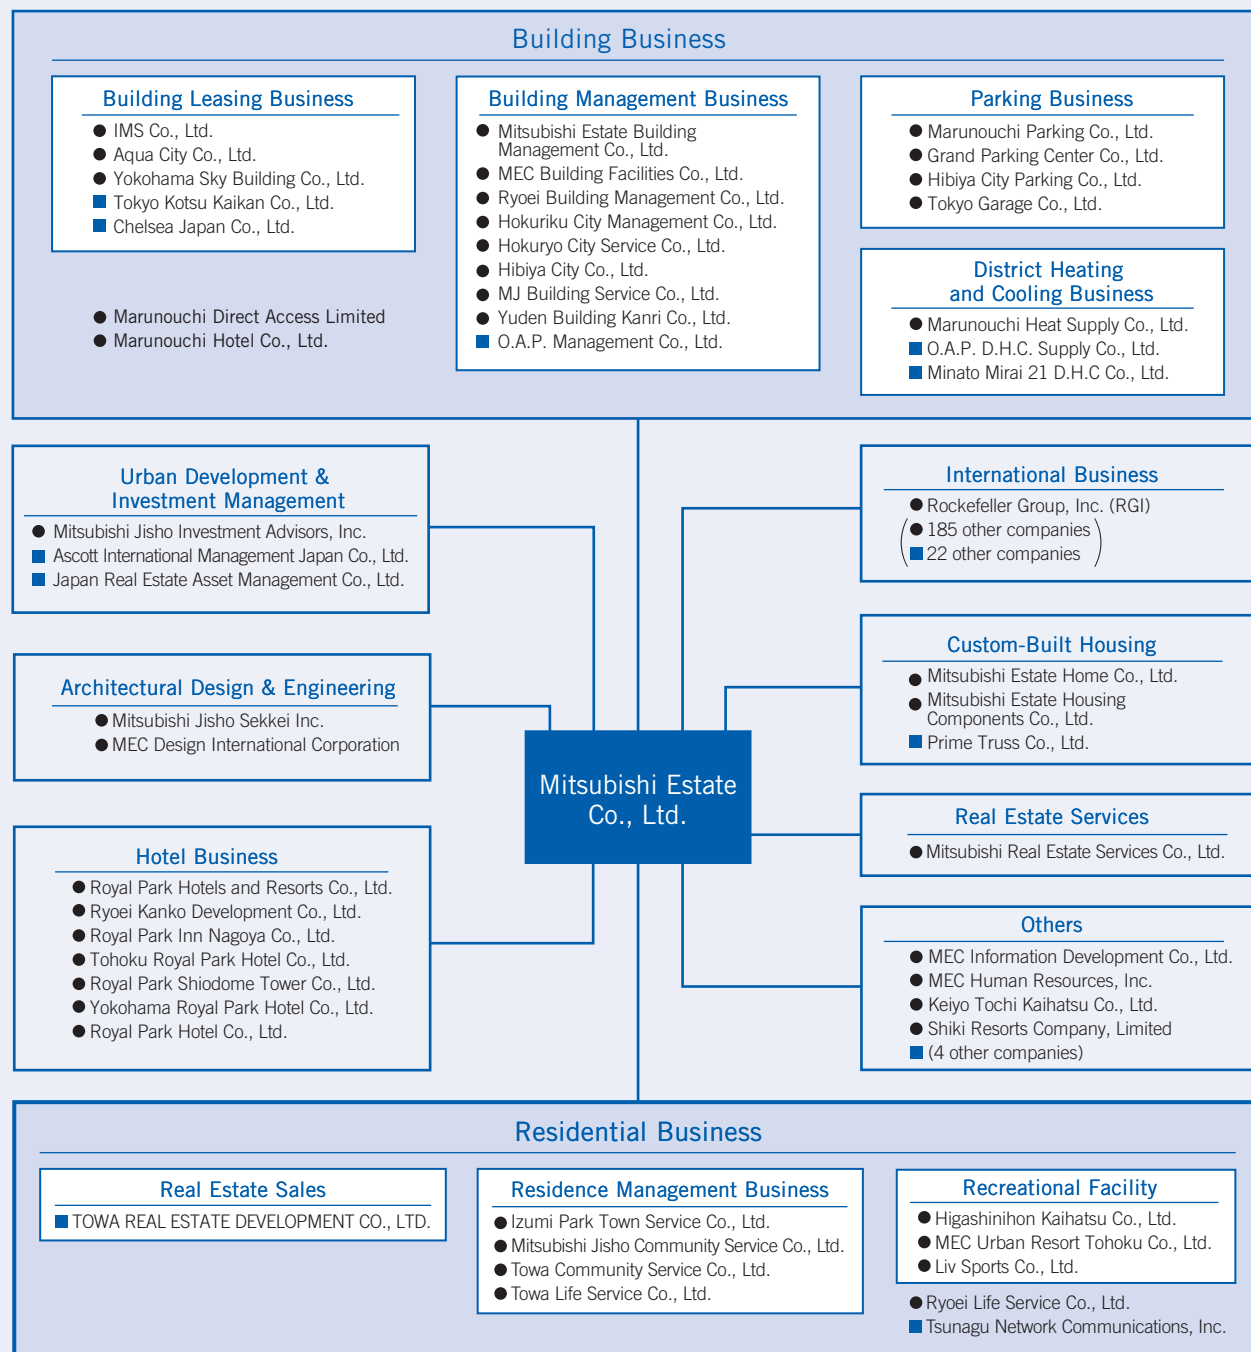 Building Business
Building Leasing Business
● IMS Co., Ltd.
● Aqua City Co., Ltd.
● Yokohama Sky Building Co., Ltd.
■ Tokyo Kotsu Kaikan Co., Ltd.
■ Chelsea Japan Co., Ltd.
● Marunouchi Direct Access Limited
● Marunouchi Hotel Co., Ltd.
Building Management Business
● Mitsubishi Estate Building
Management Co., Ltd.
● MEC Building Facilities Co., Ltd.
● Ryoei Building Management Co., Ltd.
● Hokuriku City Management Co., Ltd.
● Hokuryo City Service Co., Ltd.
● Hibiya City Co., Ltd.
● MJ Building Service Co., Ltd.
● Yuden Building Kanri Co., Ltd.
■ O.A.P. Management Co., Ltd.
Parking Business
● Marunouchi Parking Co., Ltd.
● Grand Parking Center Co., Ltd.
● Hibiya City Parking Co., Ltd.
● Tokyo Garage Co., Ltd.
District Heating
and Cooling Business
● Marunouchi Heat Supply Co., Ltd.
■ O.A.P. D.H.C. Supply Co., Ltd.
■ Minato Mirai 21 D.H.C Co., Ltd.
Urban Development &
Investment Management
● Mitsubishi Jisho Investment Advisors, Inc.
■ Ascott International Management Japan Co., Ltd.
■ Japan Real Estate Asset Management Co., Ltd.
Architectural Design & Engineering
● Mitsubishi Jisho Sekkei Inc.
● MEC Design International Corporation
Hotel Business
● Royal Park Hotels and Resorts Co., Ltd.
● Ryoei Kanko Development Co., Ltd.
● Royal Park Inn Nagoya Co., Ltd.
● Tohoku Royal Park Hotel Co., Ltd.
● Royal Park Shiodome Tower Co., Ltd.
● Yokohama Royal Park Hotel Co., Ltd.
● Royal Park Hotel Co., Ltd.
Mitsubishi Estate
Co., Ltd.
International Business
● Rockefeller Group, Inc. (RGI)
(● 185 other companies
■ 22 other companies)
Custom-Built Housing
● Mitsubishi Estate Home Co., Ltd.
● Mitsubishi Estate Housing
Components Co., Ltd.
■ Prime Truss Co., Ltd.
Real Estate Services
● Mitsubishi Real Estate Services Co., Ltd.
Others
● MEC Information Development Co., Ltd.
● MEC Human Resources, Inc.
● Keiyo Tochi Kaihatsu Co., Ltd.
● Shiki Resorts Company, Limited
■ (4 other companies)
Residential Business
Real Estate Sales
■ TOWA REAL ESTATE DEVELOPMENT CO., LTD.
Residence Management Business
● Izumi Park Town Service Co., Ltd.
● Mitsubishi Jisho Community Service Co., Ltd.
● Towa Community Service Co., Ltd.
● Towa Life Service Co., Ltd.
Recreational Facility
● Higashinihon Kaihatsu Co., Ltd.
● MEC Urban Resort Tohoku Co., Ltd.
● Liv Sports Co., Ltd.
● Ryoei Life Service Co., Ltd.
■ Tsunagu Network Communications, Inc.